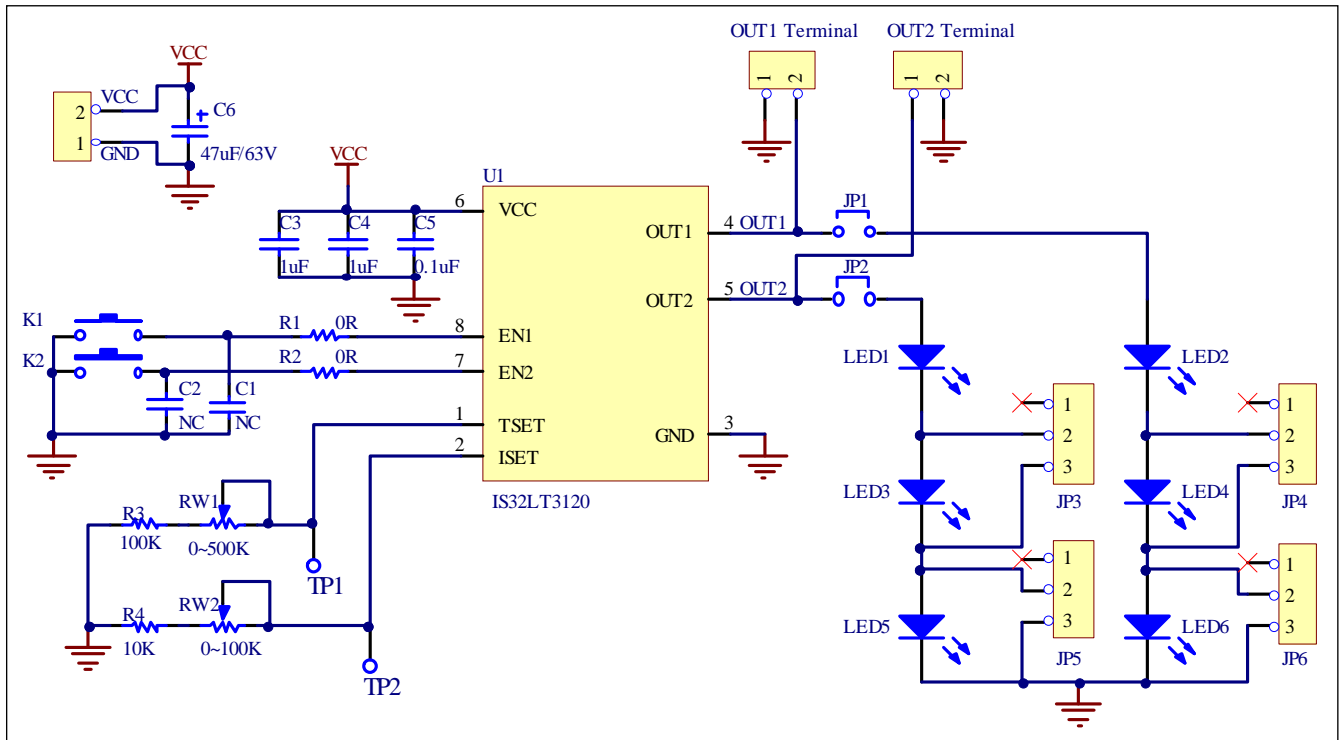 OUT1 Terminal OUT2 Terminal
1 2 1 2
VCC
2 VCC
1 GND
+ C6
47uF/63V
VCC
U1
6 VCC
C3 C4 C5
1uF 1uF 0.1uF
OUT1 4 OUT1
JP1
OUT2 5 OUT2
JP2
K1
R1 0R 8 EN1
K2
R2 0R 7 EN2
C2 C1
NC NC
1 TSET
2 ISET
GND 3
IS32LT3120
LED1 LED2
1 1
2 2
3 3
JP3 JP4
LED3 LED4
R3 RW1
100K 0~500K
TP1
R4 RW2
10K 0~100K
TP2
1 1
2 2
3 3
LED5 LED6
JP5 JP6